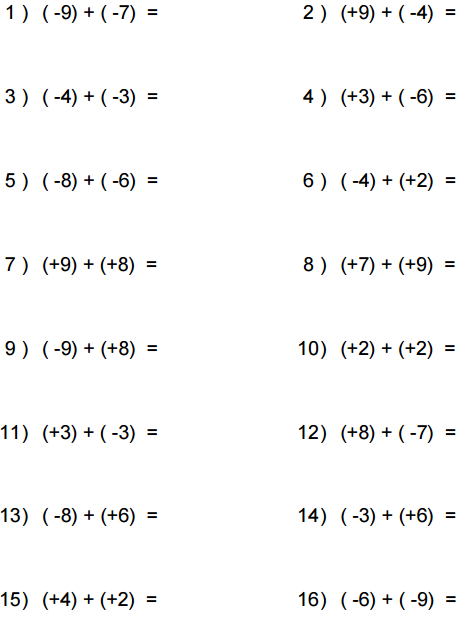 1 ) ( -9) + ( -7) = 2 ) (+9) + ( -4) =
3 ) ( -4) + ( -3) = 4 ) (+3) + ( -6) =
5 ) ( -8) + ( -6) = 6 ) ( -4) + (+2) =
7 ) (+9) + (+8) = 8 ) (+7) + (+9) =
9 ) ( -9) + (+8) = 10) (+2) + (+2) =
11) (+3) + ( -3) = 12) (+8) + ( -7) =
13) ( -8) + (+6) = 14) ( -3) + (+6) =
15) (+4) + (+2) = 16) ( -6) + ( -9) =